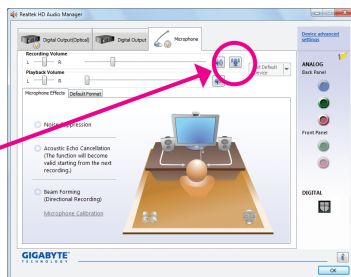 Realtek HD Audio Manager
Digital Output(Optical)
Digital Output
Microphone
Device advanced
settings
Recording Volume
L
R
Set Default
Device
Playback Volume
L
R
ANALOG
Back Panel
Microphone Effects
Default Format
Noise Suppression
Acoustic Echo Cancellation
(The function will become
valid starting from the next
recording.)
Front Panel
Beam Forming
(Directional Recording)
Microphone Calibration
DIGITAL
GIGABYTE
TECHNOLOGY
i
OK